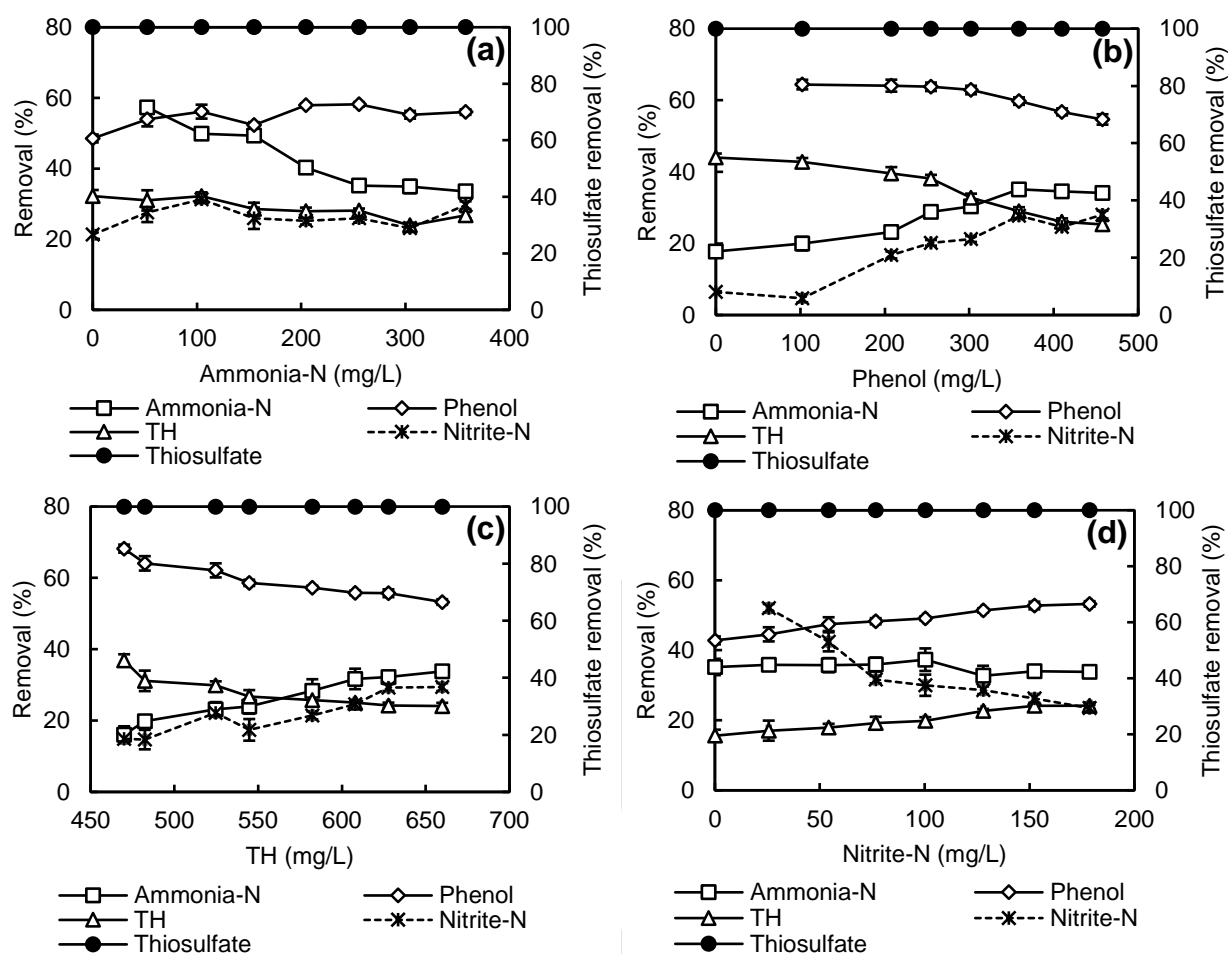 (a)
80
60
40
20
0
100
80
60
40
20
0
0 100 200 300 400
Removal (%)
Thiosulfate removal (%)
Ammonia-N (mg/L)
Ammonia-N Phenol
TH Nitrite-N
Thiosulfate
(b)
80
60
40
20
0
100
80
60
40
20
0
0 100 200 300 400 500
Removal (%)
Thiosulfate removal (%)
Phenol (mg/L)
Ammonia-N Phenol
TH Nitrite-N
Thiosulfate
(c)
80
60
40
20
0
100
80
60
40
20
0
450 500 550 600 650 700
Removal (%)
Thiosulfate removal (%)
TH (mg/L)
Ammonia-N Phenol
TH Nitrite-N
Thiosulfate
(d)
80
60
40
20
0
100
80
60
40
20
0
0 50 100 150 200
Removal (%)
Thiosulfate removal (%)
Nitrite-N (mg/L)
Ammonia-N Phenol
TH Nitrite-N
Thiosulfate